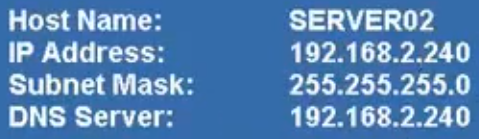 Host Name: SERVER02
IP Address: 192.168.2.240
Subnet Mask: 255.255.255.0
DNS Server: 192.168.2.240